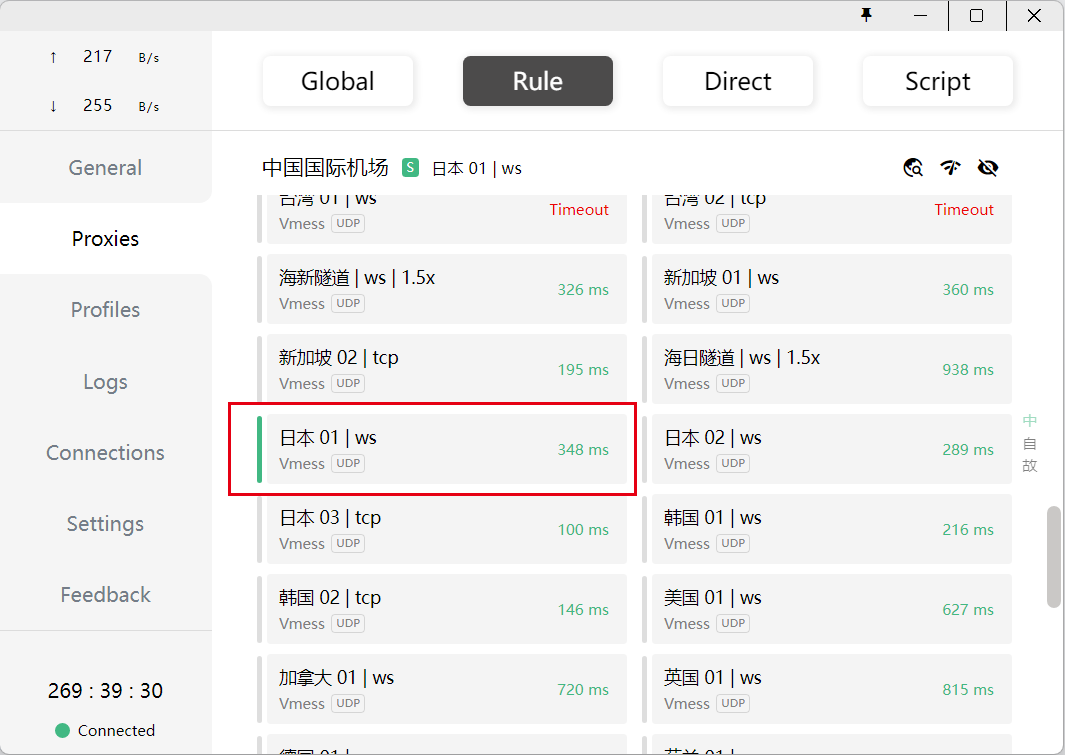 ↑ 217 B/s
↓ 255 B/s
General
Proxies
Profiles
Logs
Connections
Settings
Feedback
269 : 39 : 30
Connected
Global Rule Direct Script
中国国际机场 S 日本 01 | ws
台湾 01 | ws
Vmess UDP
Timeout
台湾 02 | tcp
Vmess UDP
Timeout
海新隧道 | ws | 1.5x
Vmess UDP
326 ms
新加坡 01 | ws
Vmess UDP
360 ms
新加坡 02 | tcp
Vmess UDP
195 ms
海日隧道 | ws | 1.5x
Vmess UDP
938 ms
日本 01 | ws
Vmess UDP
348 ms
日本 02 | ws
Vmess UDP
289 ms
日本 03 | tcp
Vmess UDP
100 ms
韩国 01 | ws
Vmess UDP
216 ms
韩国 02 | tcp
Vmess UDP
146 ms
美国 01 | ws
Vmess UDP
627 ms
加拿大 01 | ws
Vmess UDP
720 ms
英国 01 | ws
Vmess UDP
815 ms
德国 01 |
中
自
故